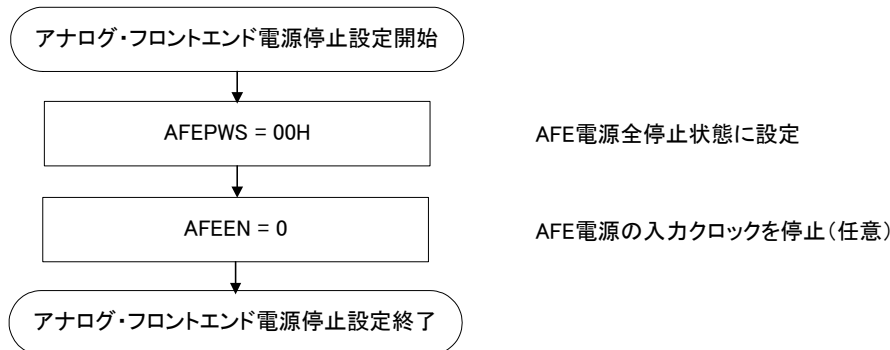 アナログ・フロントエンド電源停止設定開始
AFEPWS = 00H
AFE電源全停止状態に設定
AFEEN = 0
AFE電源の入力クロックを停止(任意)
アナログ・フロントエンド電源停止設定終了